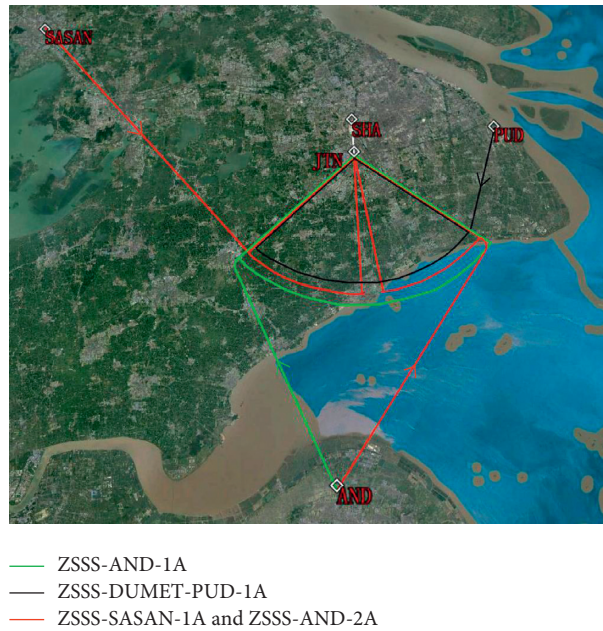 SASAN
SHA
PUD
JTN
AND
ZSSS-AND-1A
ZSSS-DUMET-PUD-1A
ZSSS-SASAN-1A and ZSSS-AND-2A